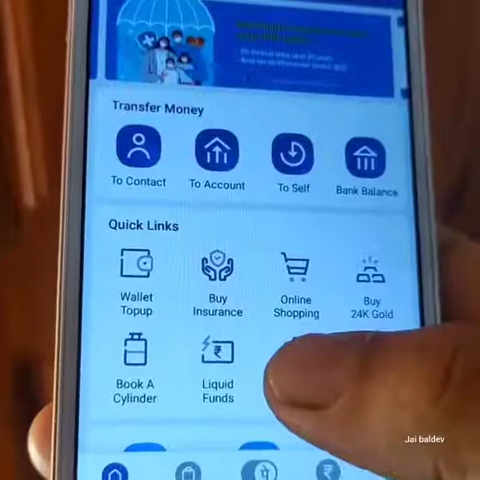 Transfer Money
To Contact
To Account
To Self
Bank Balance
Quick Links
Wallet
Topup
Buy
Insurance
Online
Shopping
Buy
24K Gold
Book A
Cylinder
Liquid
Funds
Jai baldev